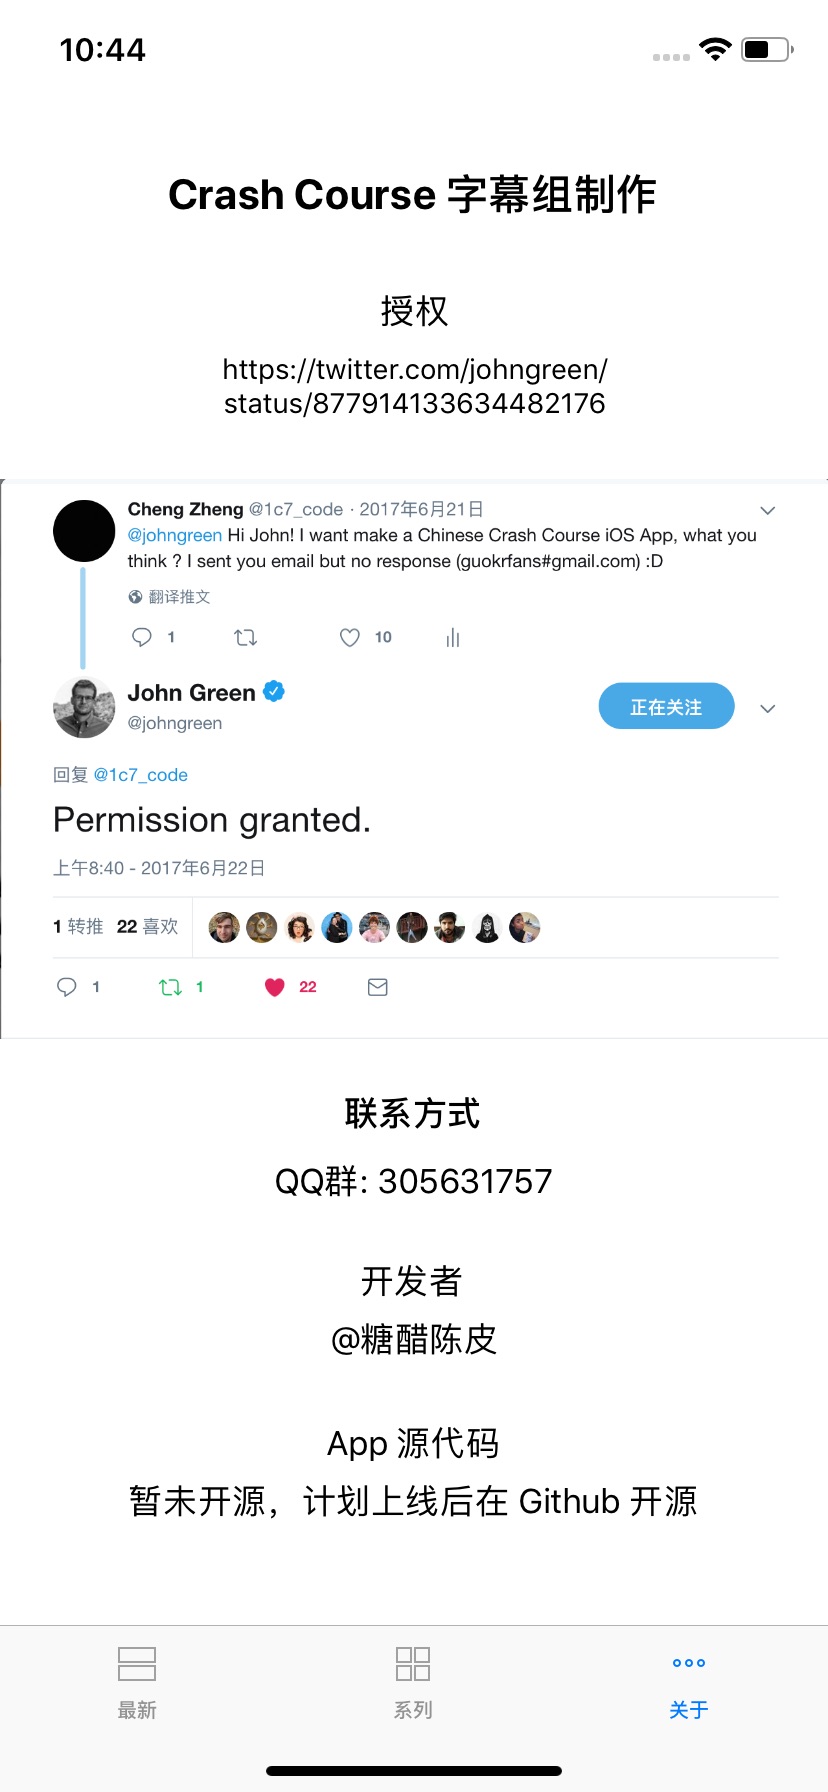 10:44
Crash Course 字幕组制作
授权
https://twitter.com/johngreen/
status/877914133634482176
Cheng Zheng @1c7_code · 2017年6月21日
@johngreen Hi John! I want make a Chinese Crash Course iOS App, what you
think ? I sent you email but no response (guokrfans#gmail.com) :D
翻译推文
1 10
John Green
@johngreen
正在关注
回复 @1c7_code
Permission granted.
上午8:40 - 2017年6月22日
1 转推 22 喜欢
1 1 22
联系方式
QQ群: 305631757
开发者
@糖醋陈皮
App 源代码
暂未开源，计划上线后在 Github 开源
最新 系列 关于